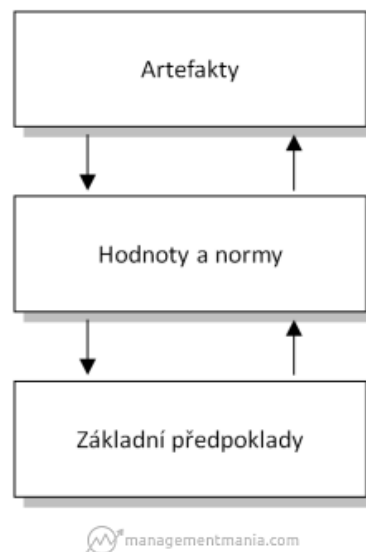 Artefakty
Hodnoty a normy
Základní předpoklady
managementmania.com